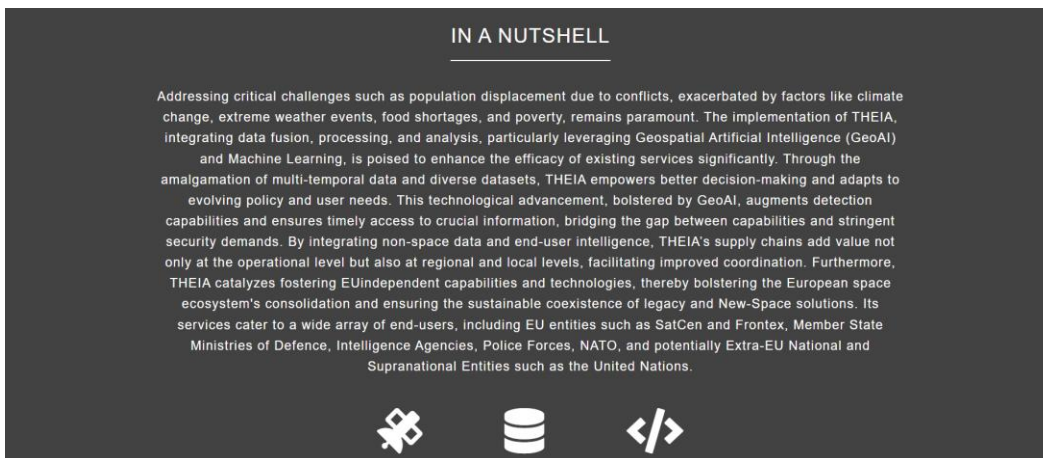 IN A NUTSHELL
Addressing critical challenges such as population displacement due to conflicts, exacerbated by factors like climate
change, extreme weather events, food shortages, and poverty, remains paramount. The implementation of THEIA,
integrating data fusion, processing, and analysis, particularly leveraging Geospatial Artificial Intelligence (GeoAI)
and Machine Learning, is poised to enhance the efficacy of existing services significantly. Through the
amalgamation of multi-temporal data and diverse datasets, THEIA empowers better decision-making and adapts to
evolving policy and user needs. This technological advancement, bolstered by GeoAI, augments detection
capabilities and ensures timely access to crucial information, bridging the gap between capabilities and stringent
security demands. By integrating non-space data and end-user intelligence, THEIA's supply chains add value not
only at the operational level but also at regional and local levels, facilitating improved coordination. Furthermore,
THEIA catalyzes fostering EUindependent capabilities and technologies, thereby bolstering the European space
ecosystem's consolidation and ensuring the sustainable coexistence of legacy and New-Space solutions. Its
services cater to a wide array of end-users, including EU entities such as SatCen and Frontex, Member State
Ministries of Defence, Intelligence Agencies, Police Forces, NATO, and potentially Extra-EU National and
Supranational Entities such as the United Nations.